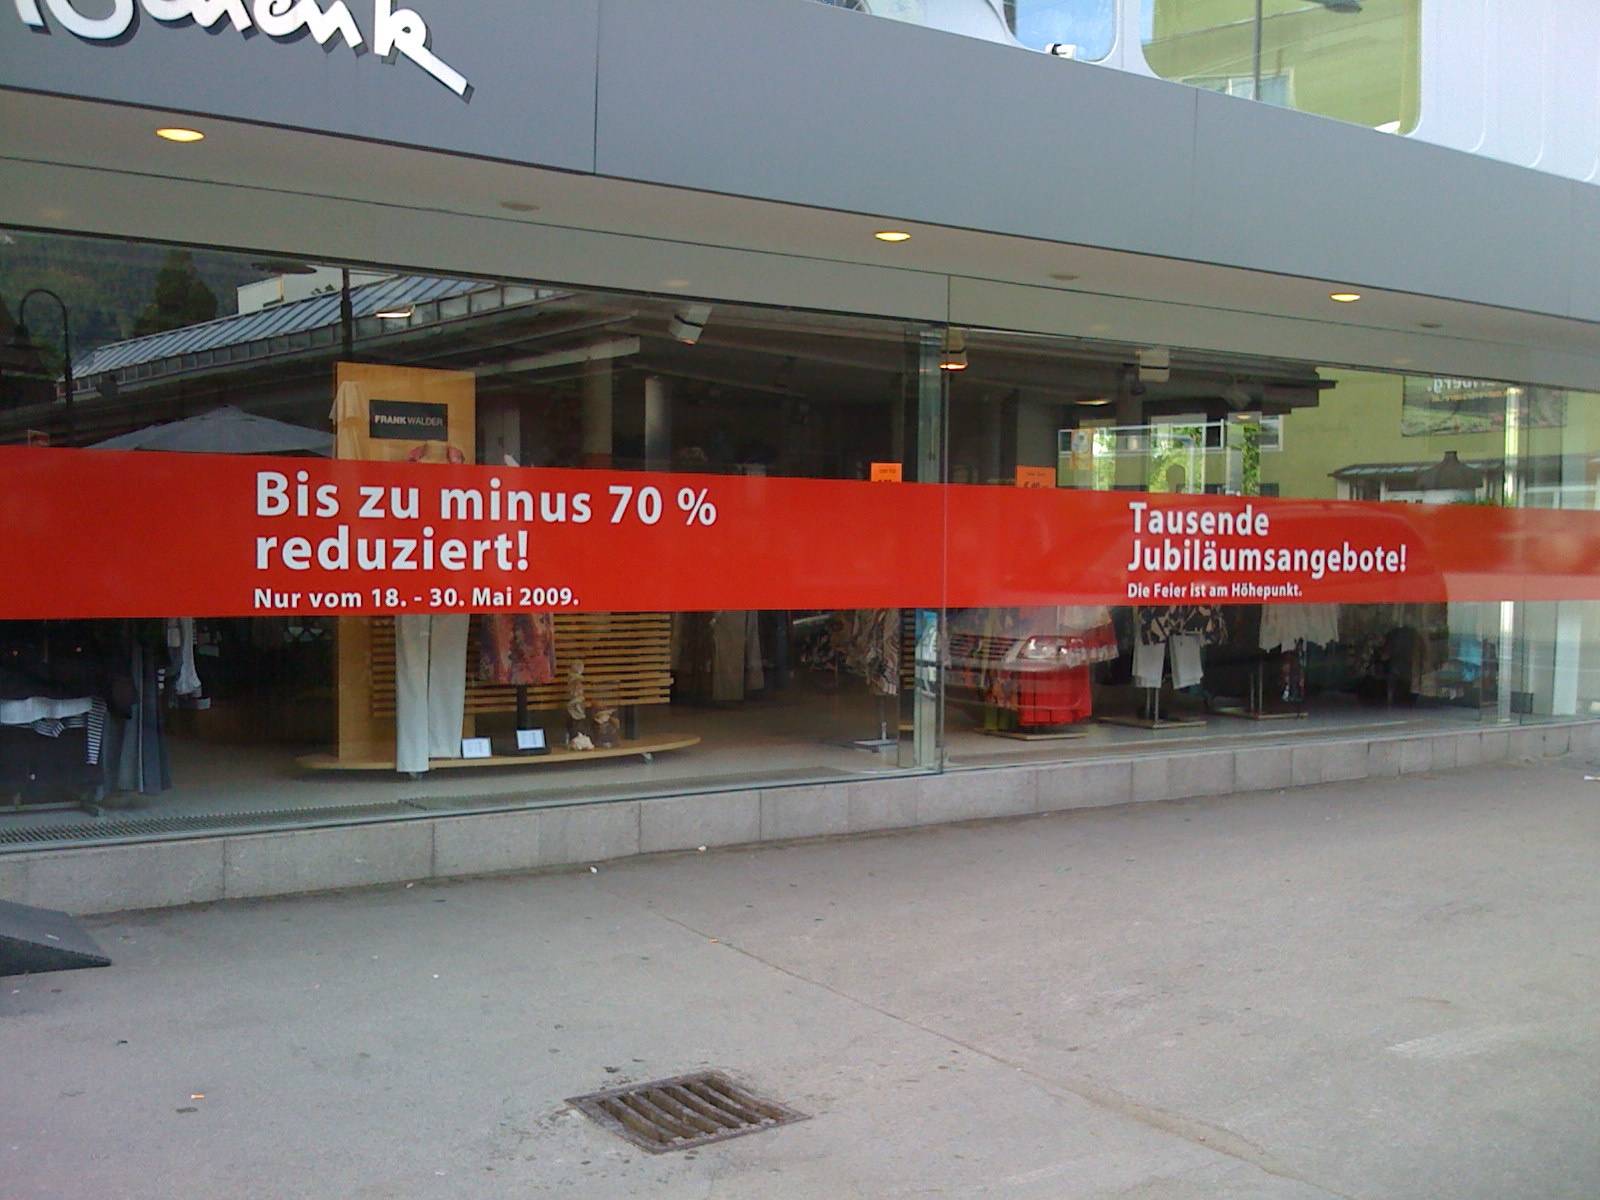 FRANK WALDER
Bis zu minus 70 %
reduziert!
Nur vom 18. - 30. Mai 2009.
Tausende
Jubiläumsangebote!
Die Feier ist am Höhepunkt.